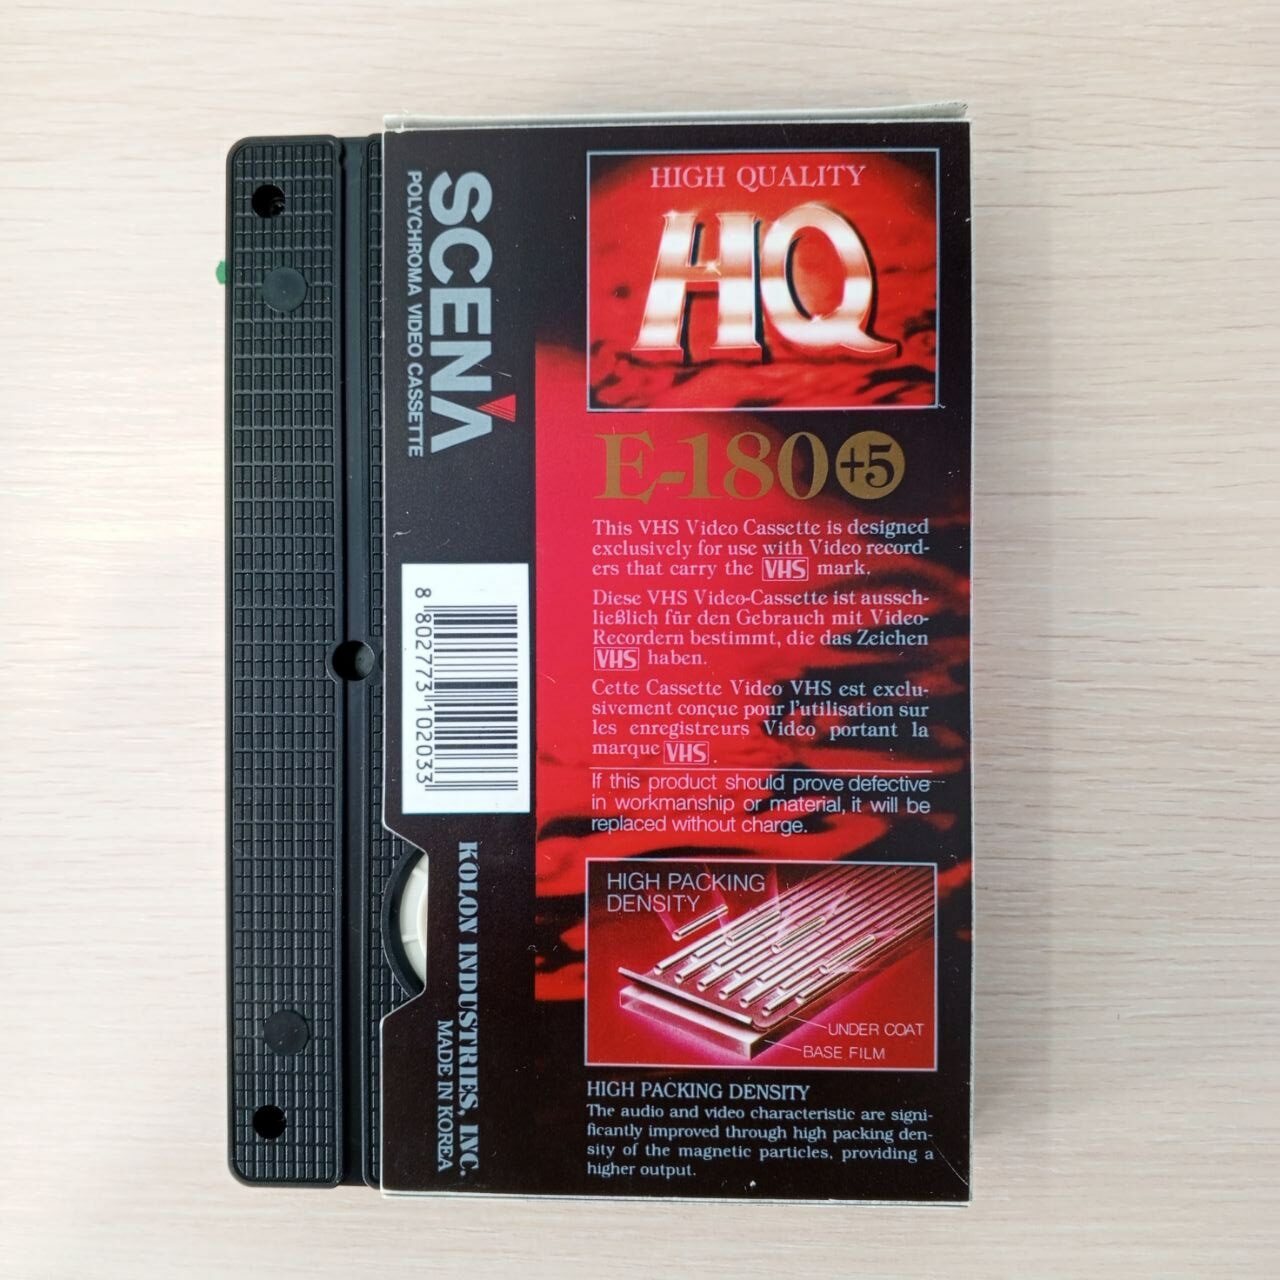 SCENA
POLYCHROMA VIDEO CASSETTE
8 802773 102033
KOLON INDUSTRIES, INC.
MADE IN KOREA
HIGH QUALITY
HQ
E-180 +5
This VHS Video Cassette is designed
exclusively for use with Video record-
ers that carry the VHS mark.
Diese VHS Video-Cassette ist aussch-
ließlich für den Gebrauch mit Video-
Recordern bestimmt, die das Zeichen
VHS haben.
Cette Cassette Video VHS est exclu-
sivement conçue pour l'utilisation sur
les enregistreurs Video portant la
marque VHS.
If this product should prove defective
in workmanship or material, it will be
replaced without charge.
HIGH PACKING
DENSITY
UNDER COAT
BASE FILM
HIGH PACKING DENSITY
The audio and video characteristic are signi-
ficantly improved through high packing den-
sity of the magnetic particles, providing a
higher output.